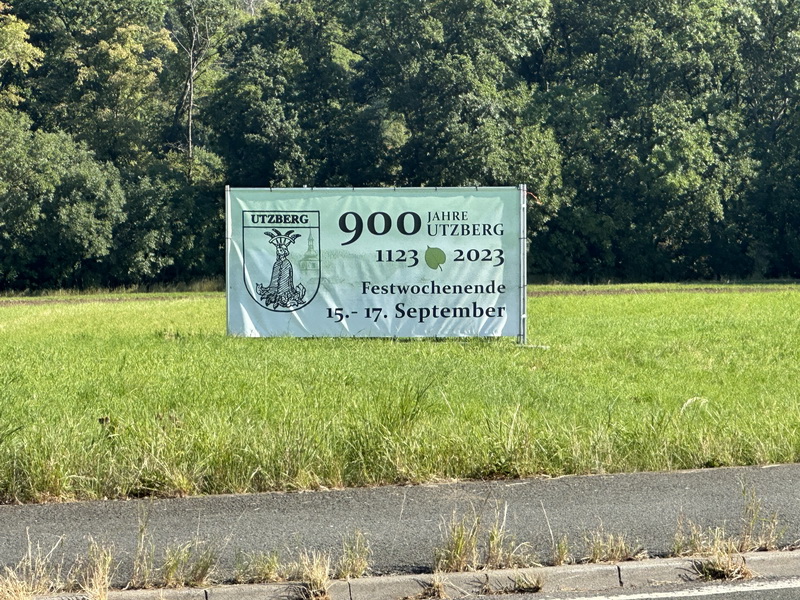 UTZBERG
900 JAHRE
UTZBERG
1123 2023
Festwochenende
15.- 17. September